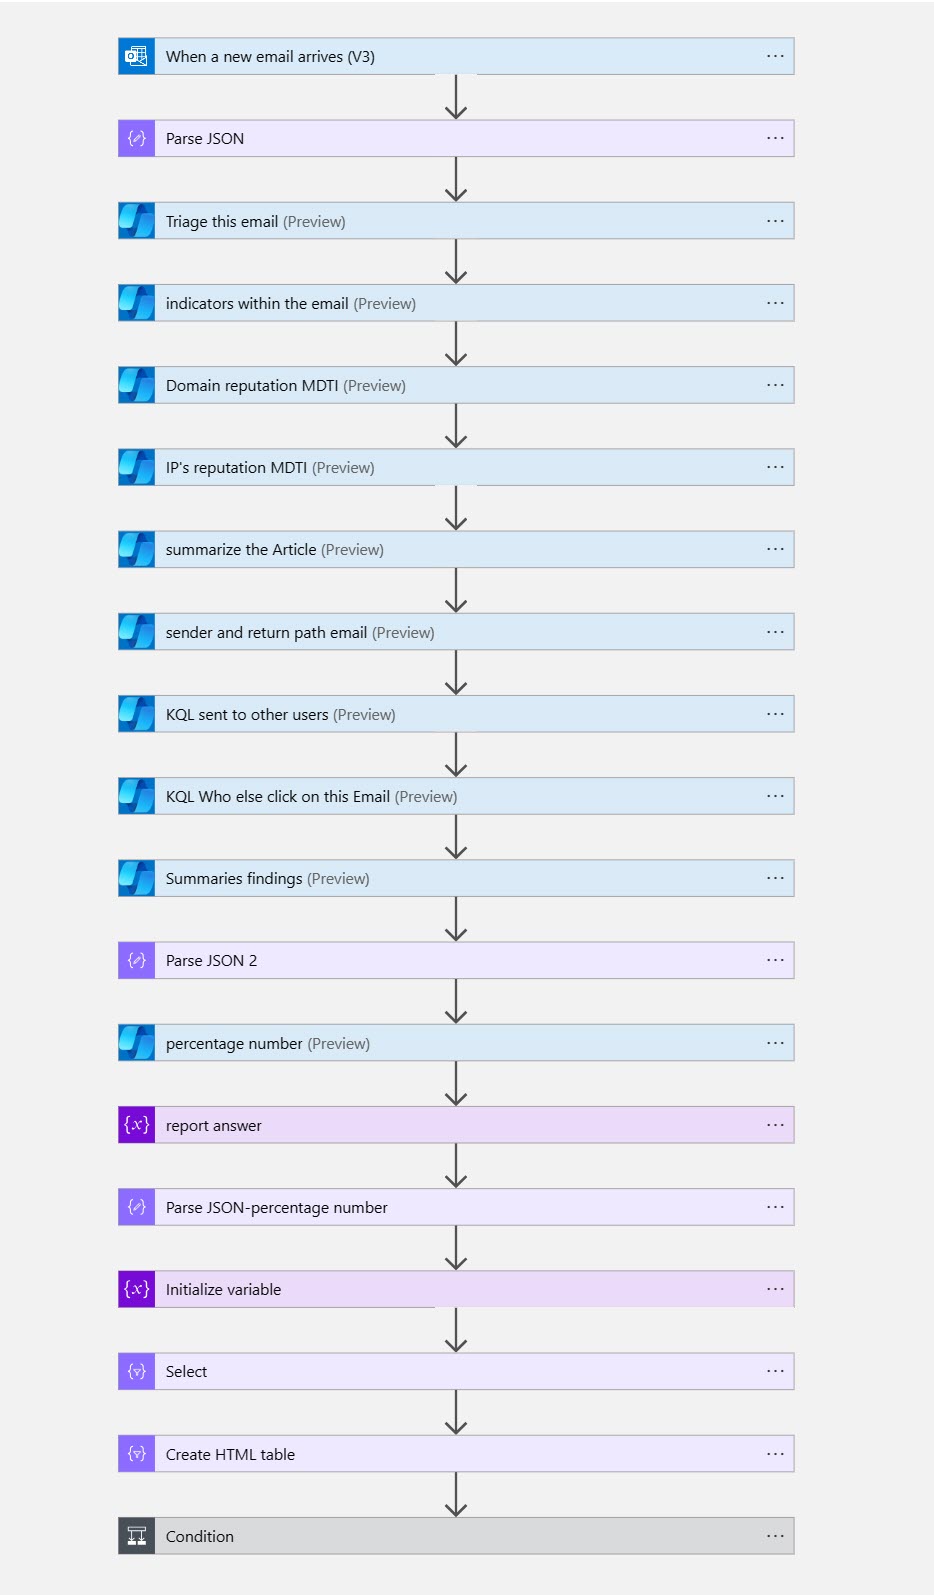 When a new email arrives (V3)
Parse JSON
Triage this email (Preview)
indicators within the email (Preview)
Domain reputation MDTI (Preview)
IP's reputation MDTI (Preview)
summarize the Article (Preview)
sender and return path email (Preview)
KQL sent to other users (Preview)
KQL Who else click on this Email (Preview)
Summaries findings (Preview)
Parse JSON 2
percentage number (Preview)
{x} report answer
Parse JSON-percentage number
{x} Initialize variable
Select
Create HTML table
Condition